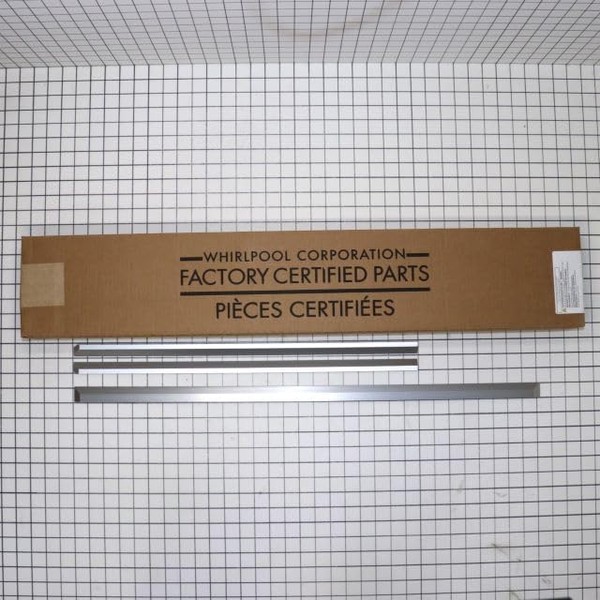 WHIRLPOOL CORPORATION
FACTORY CERTIFIED PARTS
PIÈCES CERTIFIÉES